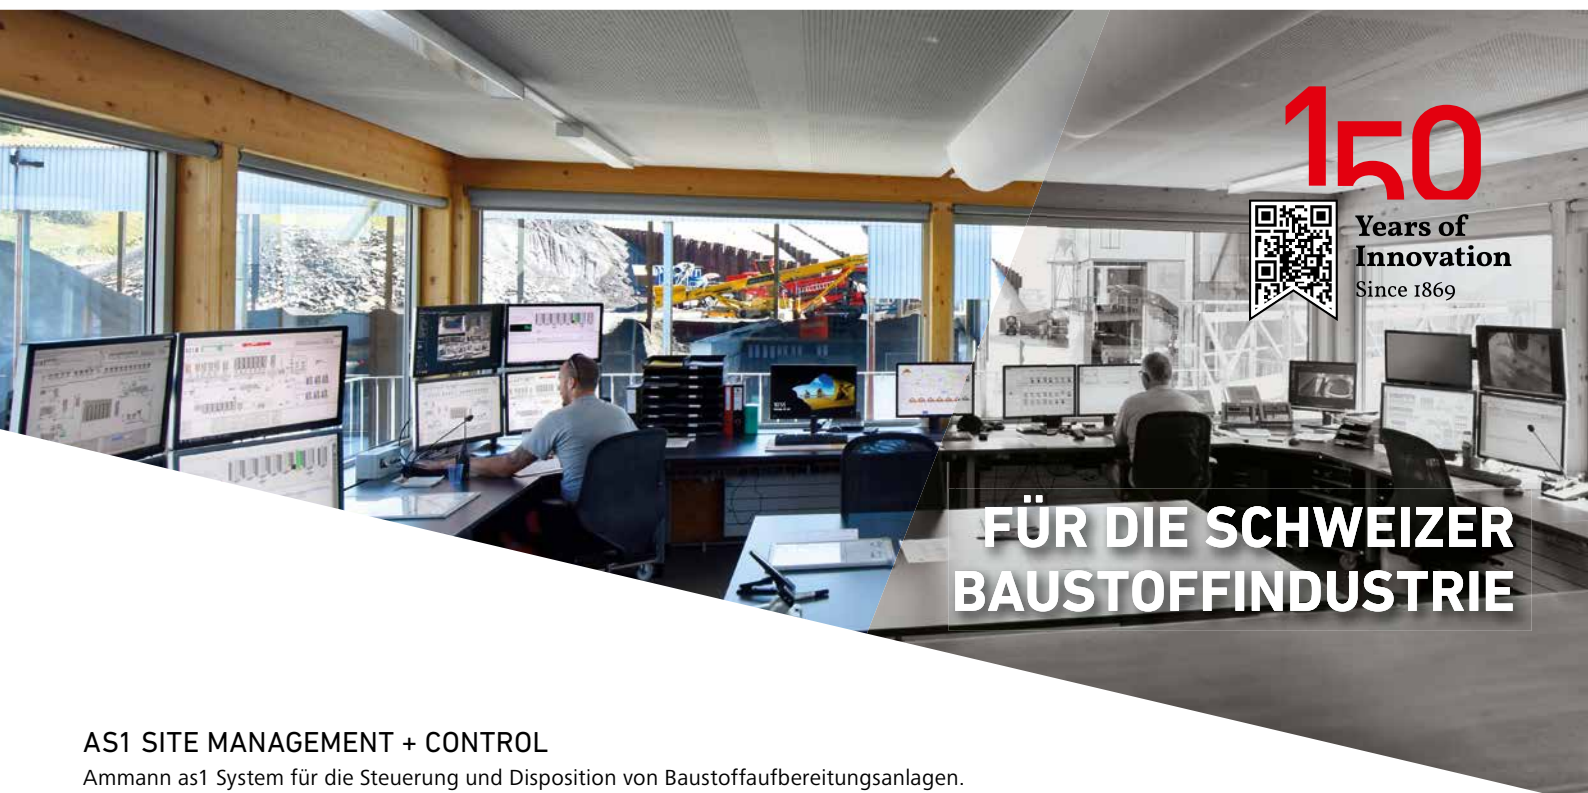 150
Years of
Innovation
Since 1869
FÜR DIE SCHWEIZER
BAUSTOFFINDUSTRIE
AS1 SITE MANAGEMENT + CONTROL
Ammann as1 System für die Steuerung und Disposition von Baustoffaufbereitungsanlagen.